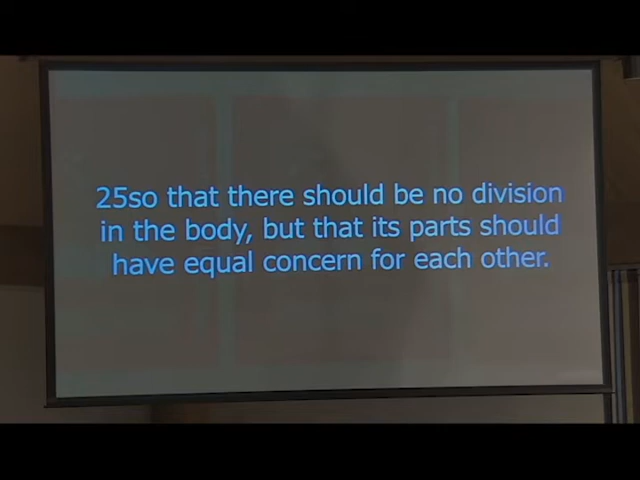 25so that there should be no division
in the body, but that its parts should
have equal concern for each other.